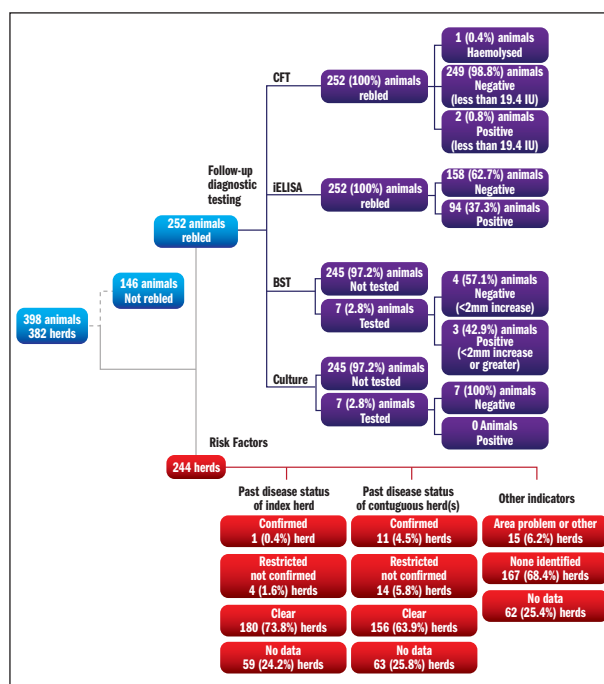 1 (0.4%) animals
Haemolysed
CFT
252 (100%) animals
rebled
249 (98.8%) animals
Negative
(less than 19.4 IU)
2 (0.8%) animals
Positive
(less than 19.4 IU)
Follow-up
diagnostic
testing
iELISA
252 (100%) animals
rebled
158 (62.7%) animals
Negative
94 (37.3%) animals
Positive
252 animals
rebled
146 animals
Not rebled
398 animals
382 herds
BST
245 (97.2%) animals
Not tested
7 (2.8%) animals
Tested
4 (57.1%) animals
Negative
(<2mm increase)
3 (42.9%) animals
Positive
(<2mm increase
or greater)
Culture
245 (97.2%) animals
Not tested
7 (2.8%) animals
Tested
7 (100%) animals
Negative
0 Animals
Positive
Risk Factors
244 herds
Past disease status
of index herd
Confirmed
1 (0.4%) herd
Restricted
not confirmed
4 (1.6%) herds
Clear
180 (73.8%) herds
No data
59 (24.2%) herds
Past disease status
of contuguous herd(s)
Confirmed
11 (4.5%) herds
Restricted
not confirmed
14 (5.8%) herds
Clear
156 (63.9%) herds
No data
63 (25.8%) herds
Other indicators
Area problem or other
15 (6.2%) herds
None identified
167 (68.4%) herds
No data
62 (25.4%) herds